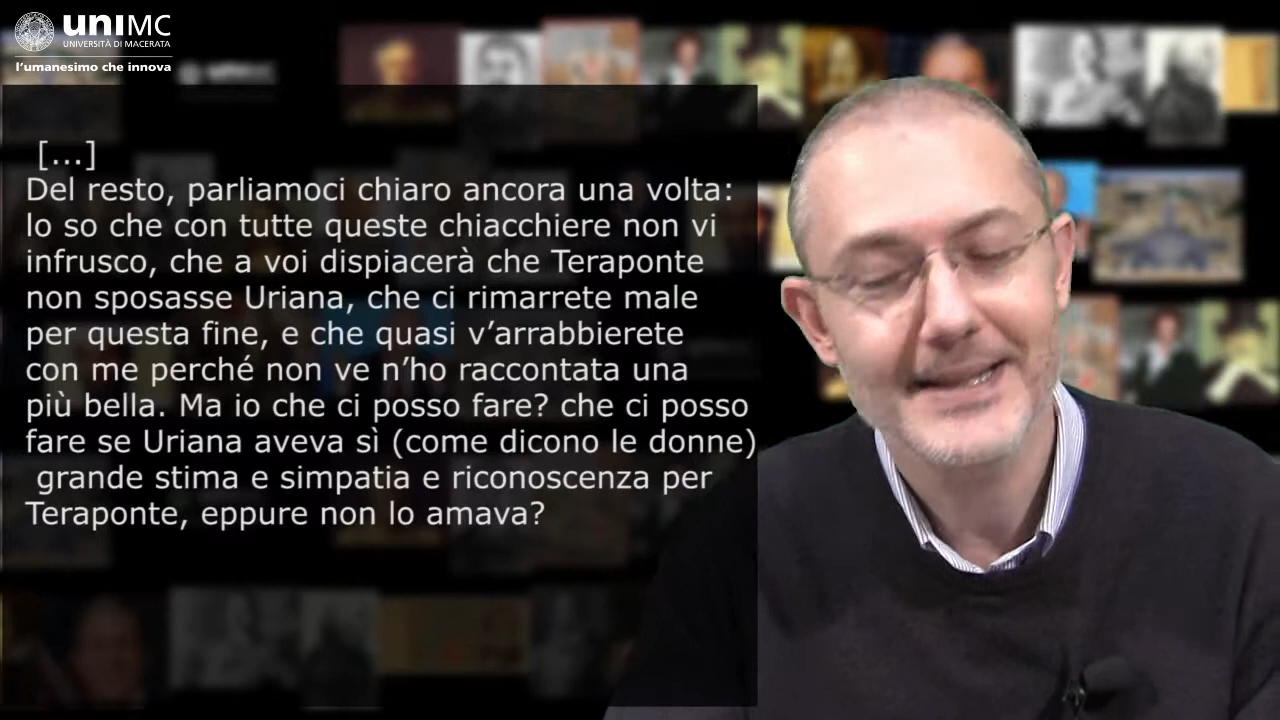 uniMC
UNIVERSITÀ DI MACERATA
l'umanesimo che innova
[...]
Del resto, parliamoci chiaro ancora una volta:
lo so che con tutte queste chiacchiere non vi
infrusco, che a voi dispiacerà che Teraponte
non sposasse Uriana, che ci rimarrete male
per questa fine, e che quasi v’arrabbierete
con me perché non ve n’ho raccontata una
più bella. Ma io che ci posso fare? che ci posso
fare se Uriana aveva sì (come dicono le donne)
grande stima e simpatia e riconoscenza per
Teraponte, eppure non lo amava?